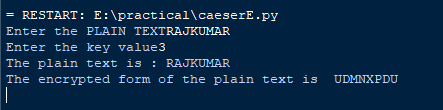 = RESTART: E:\practical\caeserE.py
Enter the PLAIN TEXTRAJKUMAR
Enter the key value3
The plain text is : RAJKUMAR
The encrypted form of the plain text is  UDMNXPDU